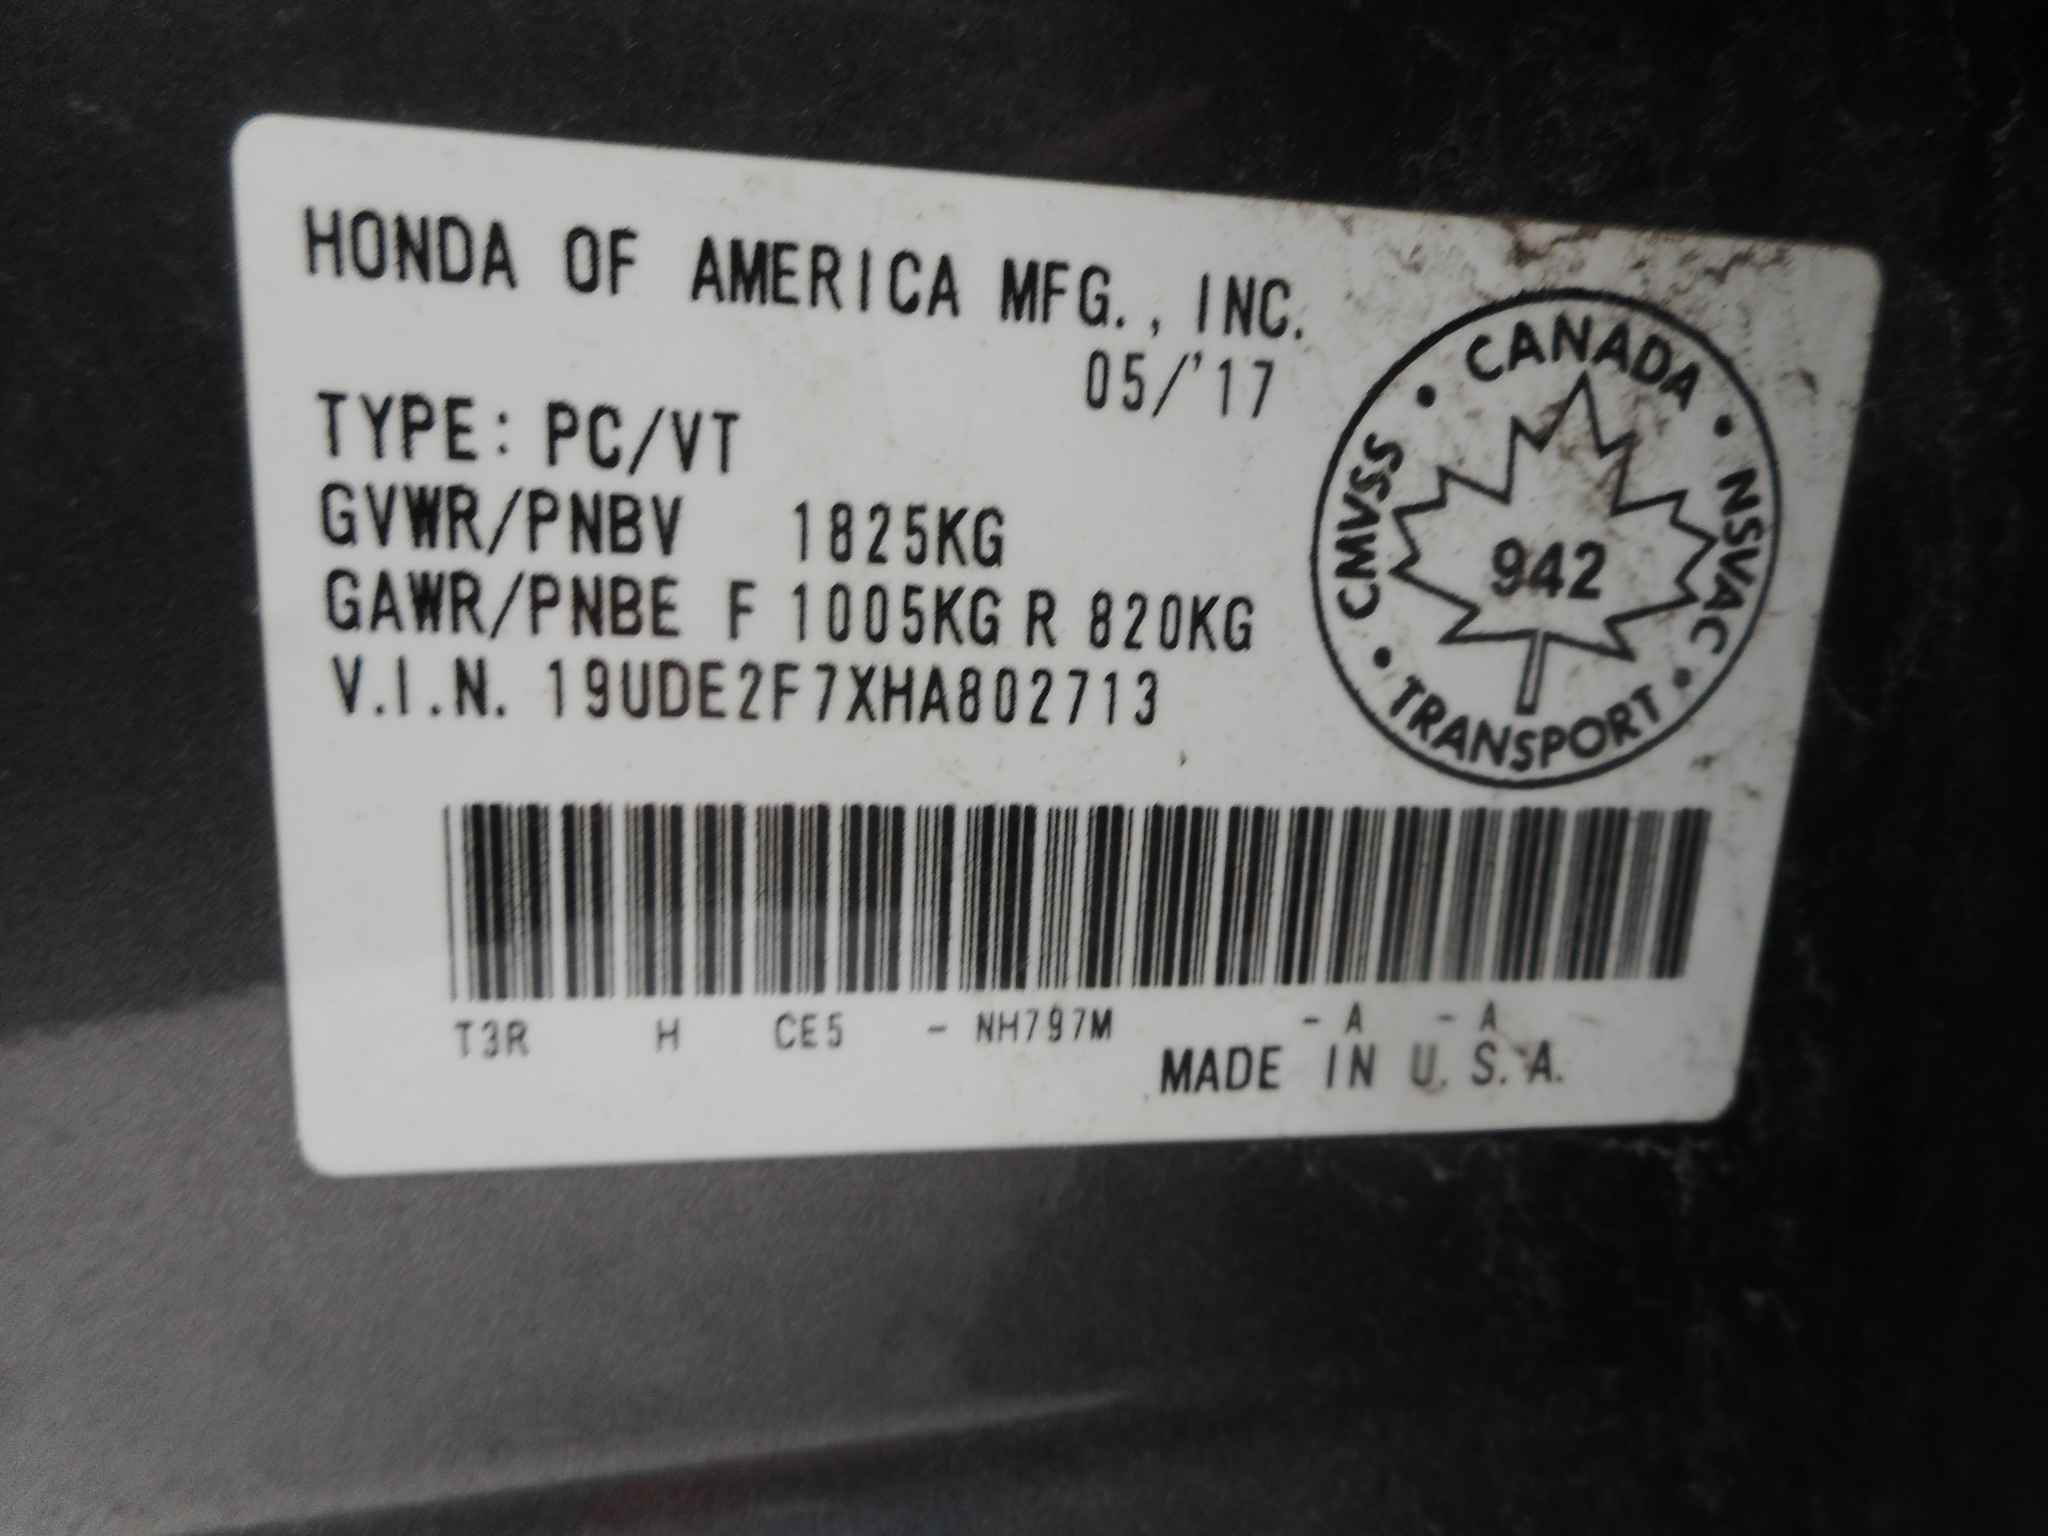 HONDA OF AMERICA MFG., INC.
05/'17
TYPE: PC/VT
GVWR/PNBV 1825KG
GAWR/PNBE F 1005KG R 820KG
V.I.N. 19UDE2F7XHA802713
CANADA
CMVSS
NSVAC
942
TRANSPORT
T3R H CE5 - NH797M - A - A
MADE IN U.S.A.